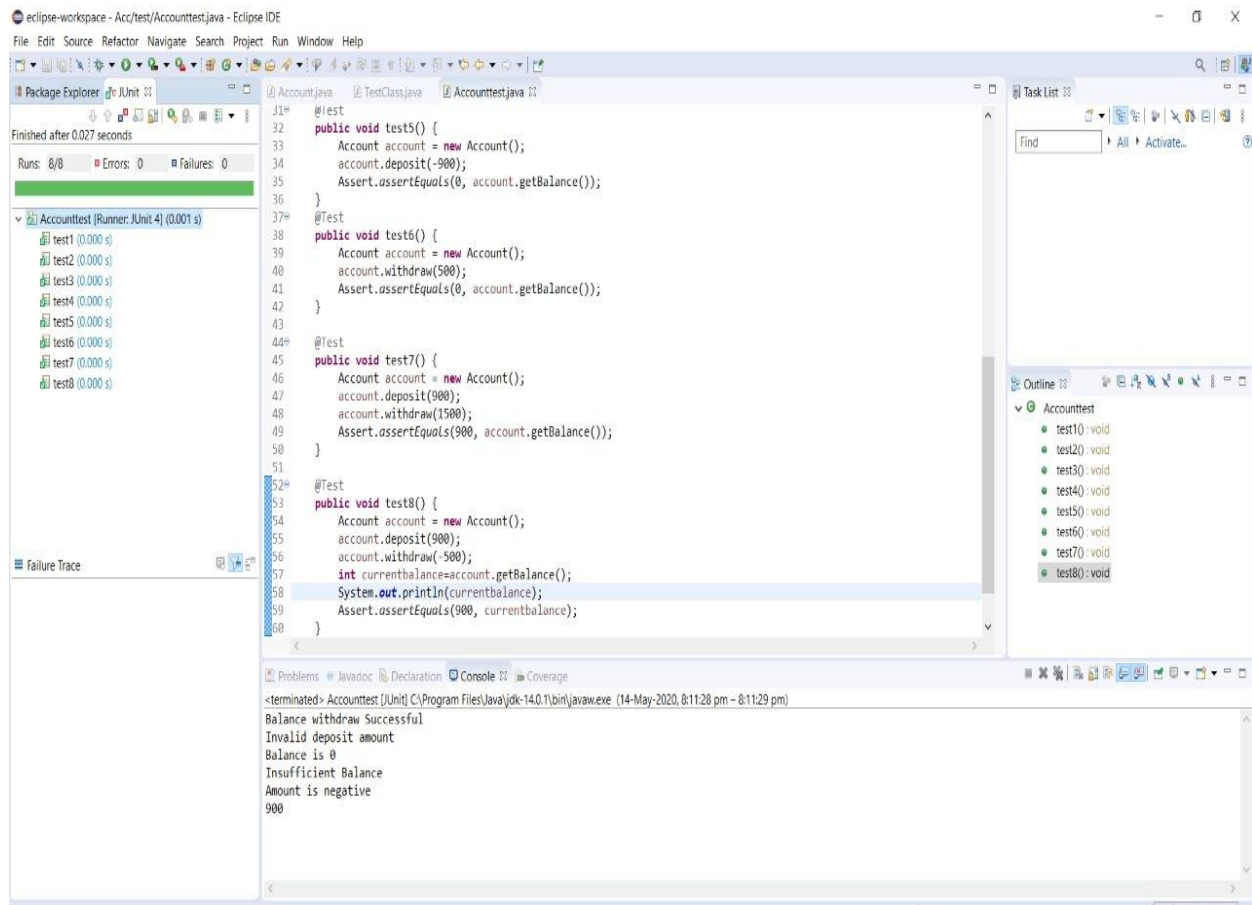 eclipse-workspace - Acc/test/Accounttest.java - Eclipse IDE
File Edit Source Refactor Navigate Search Project Run Window Help
Package Explorer JUnit
Finished after 0.027 seconds
Runs: 8/8 Errors: 0 Failures: 0
Accounttest [Runner: JUnit 4] (0.001 s)
test1 (0.000 s)
test2 (0.000 s)
test3 (0.000 s)
test4 (0.000 s)
test5 (0.000 s)
test6 (0.000 s)
test7 (0.000 s)
test8 (0.000 s)
Failure Trace
Account.java TestClass.java Accounttest.java
31 @Test
32 public void test5() {
33 Account account = new Account();
34 account.deposit(-900);
35 Assert.assertEquals(0, account.getBalance());
36 }
37 @Test
38 public void test6() {
39 Account account = new Account();
40 account.withdraw(500);
41 Assert.assertEquals(0, account.getBalance());
42 }
43
44 @Test
45 public void test7() {
46 Account account = new Account();
47 account.deposit(900);
48 account.withdraw(1500);
49 Assert.assertEquals(900, account.getBalance());
50 }
51
52 @Test
53 public void test8() {
54 Account account = new Account();
55 account.deposit(900);
56 account.withdraw(-500);
57 int currentbalance=account.getBalance();
58 System.out.println(currentbalance);
59 Assert.assertEquals(900, currentbalance);
60 }
Task List
Find All Activate...
Outline
Accounttest
test1() : void
test2() : void
test3() : void
test4() : void
test5() : void
test6() : void
test7() : void
test8() : void
Problems Javadoc Declaration Console Coverage
<terminated> Accounttest [JUnit] C:\Program Files\Java\jdk-14.0.1\bin\javaw.exe (14-May-2020, 8:11:28 pm – 8:11:29 pm)
Balance withdraw Successful
Invalid deposit amount
Balance is 0
Insufficient Balance
Amount is negative
900